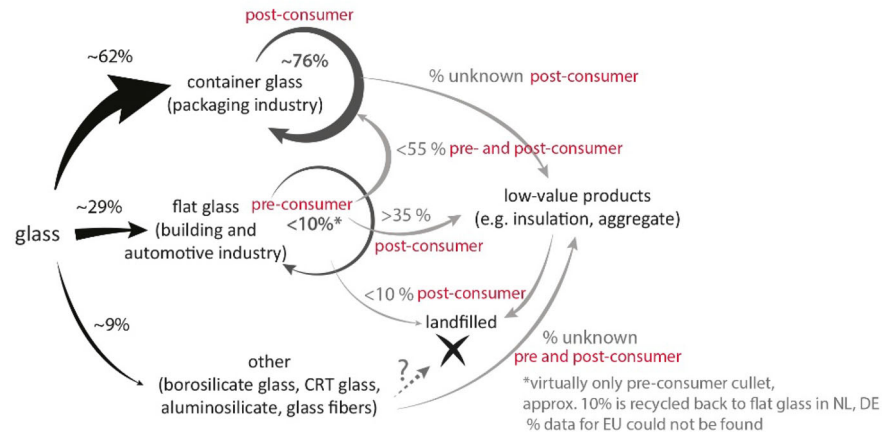 post-consumer
~62%
~76%
container glass
(packaging industry)
% unknown post-consumer
<55 % pre- and post-consumer
~29%
flat glass
(building and
automotive industry)
pre-consumer
<10%*
>35 %
post-consumer
low-value products
(e.g. insulation, aggregate)
glass
<10 % post-consumer
landfilled
~9%
other
(borosilicate glass, CRT glass,
aluminosilicate, glass fibers)
?
% unknown
pre and post-consumer
*virtually only pre-consumer cullet,
approx. 10% is recycled back to flat glass in NL, DE
% data for EU could not be found